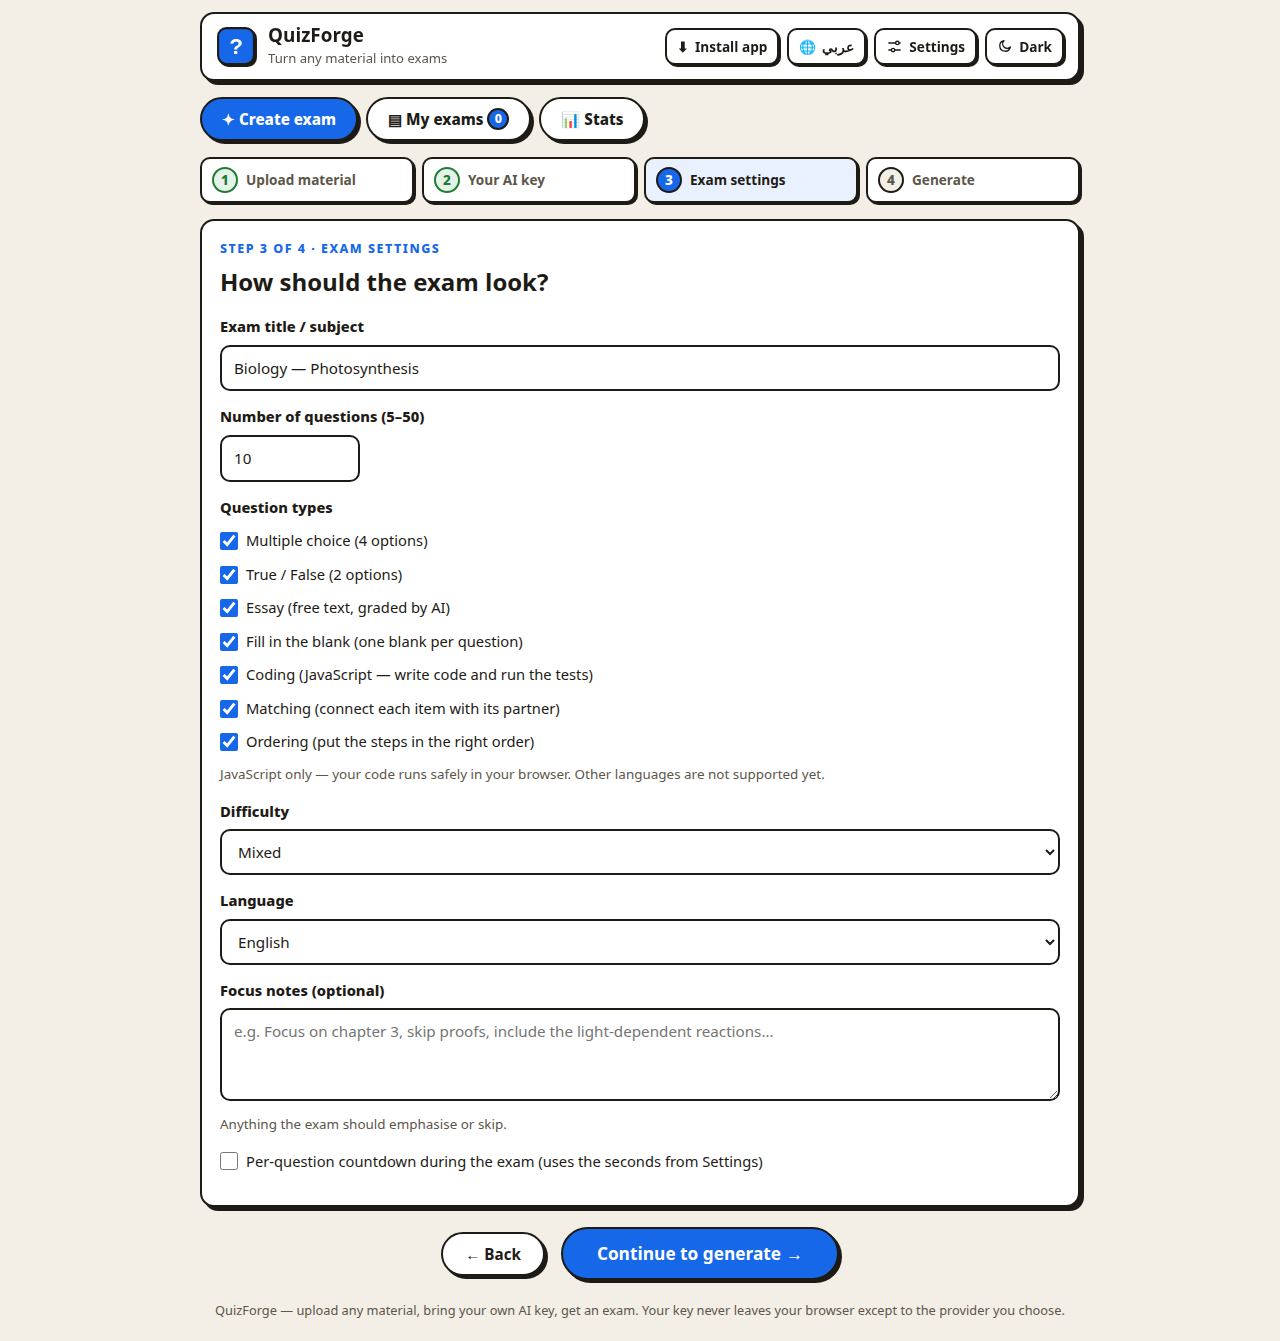 ?
QuizForge
Turn any material into exams
⬇ Install app
🌐 عربي
Settings
Dark
✦ Create exam
▤ My exams 0
📊 Stats
1 Upload material
2 Your AI key
3 Exam settings
4 Generate
STEP 3 OF 4 · EXAM SETTINGS
How should the exam look?
Exam title / subject
Biology — Photosynthesis
Number of questions (5–50)
10
Question types
Multiple choice (4 options)
True / False (2 options)
Essay (free text, graded by AI)
Fill in the blank (one blank per question)
Coding (JavaScript — write code and run the tests)
Matching (connect each item with its partner)
Ordering (put the steps in the right order)
JavaScript only — your code runs safely in your browser. Other languages are not supported yet.
Difficulty
Mixed
Language
English
Focus notes (optional)
e.g. Focus on chapter 3, skip proofs, include the light-dependent reactions…
Anything the exam should emphasise or skip.
Per-question countdown during the exam (uses the seconds from Settings)
← Back
Continue to generate →
QuizForge — upload any material, bring your own AI key, get an exam. Your key never leaves your browser except to the provider you choose.